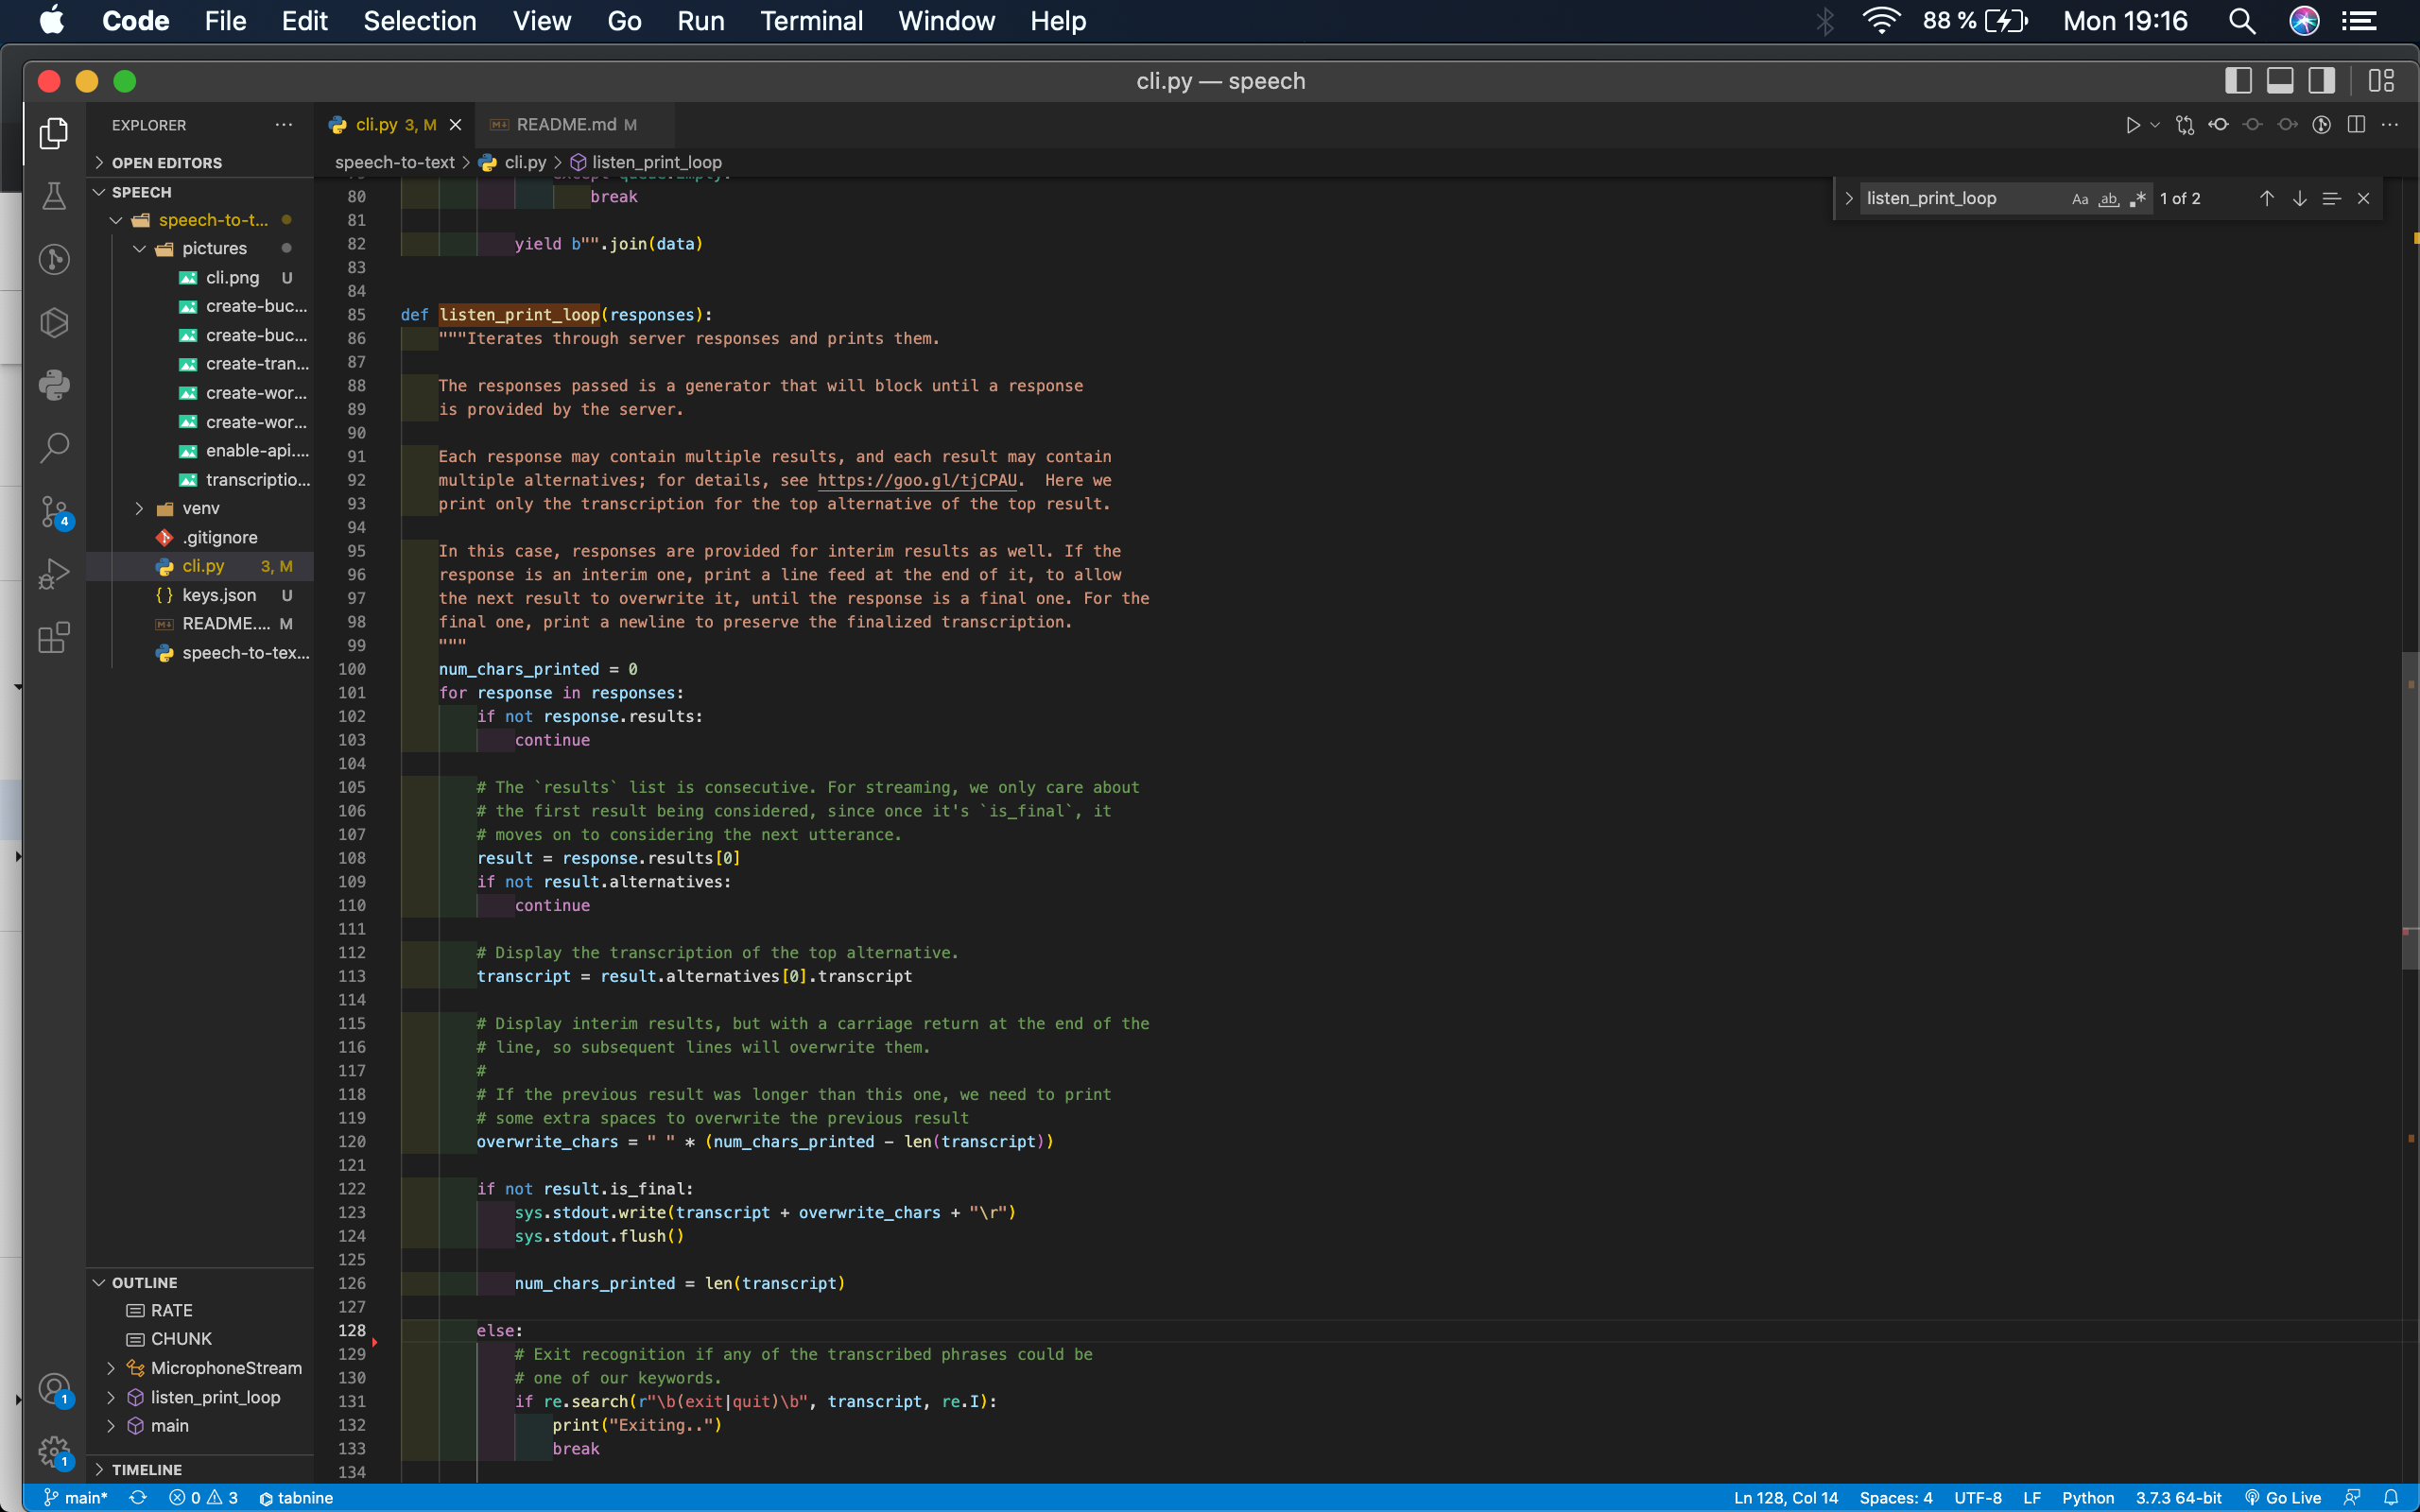 Code File Edit Selection View Go Run Terminal Window Help 88 % Mon 19:16
cli.py — speech
EXPLORER
OPEN EDITORS
SPEECH
speech-to-t...
pictures
cli.png U
create-buc...
create-buc...
create-tran...
create-wor...
create-wor...
enable-api....
transcriptio...
venv
.gitignore
cli.py 3, M
keys.json U
README.... M
speech-to-tex...
OUTLINE
RATE
CHUNK
MicrophoneStream
listen_print_loop
main
TIMELINE
cli.py 3, M README.md M
speech-to-text > cli.py > listen_print_loop
listen_print_loop Aa ab 1 of 2
80 break
81
82 yield b"".join(data)
83
84
85 def listen_print_loop(responses):
86 """Iterates through server responses and prints them.
87
88 The responses passed is a generator that will block until a response
89 is provided by the server.
90
91 Each response may contain multiple results, and each result may contain
92 multiple alternatives; for details, see https://goo.gl/tjCPAU.  Here we
93 print only the transcription for the top alternative of the top result.
94
95 In this case, responses are provided for interim results as well. If the
96 response is an interim one, print a line feed at the end of it, to allow
97 the next result to overwrite it, until the response is a final one. For the
98 final one, print a newline to preserve the finalized transcription.
99 """
100 num_chars_printed = 0
101 for response in responses:
102 if not response.results:
103 continue
104
105 # The `results` list is consecutive. For streaming, we only care about
106 # the first result being considered, since once it's `is_final`, it
107 # moves on to considering the next utterance.
108 result = response.results[0]
109 if not result.alternatives:
110 continue
111
112 # Display the transcription of the top alternative.
113 transcript = result.alternatives[0].transcript
114
115 # Display interim results, but with a carriage return at the end of the
116 # line, so subsequent lines will overwrite them.
117 #
118 # If the previous result was longer than this one, we need to print
119 # some extra spaces to overwrite the previous result
120 overwrite_chars = " " * (num_chars_printed - len(transcript))
121
122 if not result.is_final:
123 sys.stdout.write(transcript + overwrite_chars + "\r")
124 sys.stdout.flush()
125
126 num_chars_printed = len(transcript)
127
128 else:
129 # Exit recognition if any of the transcribed phrases could be
130 # one of our keywords.
131 if re.search(r"\b(exit|quit)\b", transcript, re.I):
132 print("Exiting..")
133 break
134
4
1
1
main* 0 3 tabnine Ln 128, Col 14 Spaces: 4 UTF-8 LF Python 3.7.3 64-bit Go Live